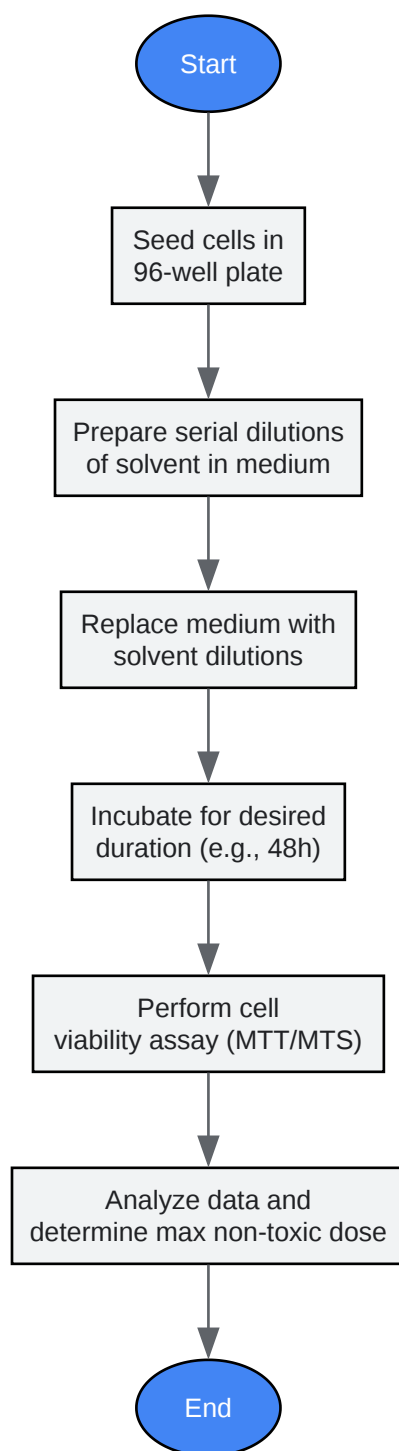 Start
Seed cells in
96-well plate
Prepare serial dilutions
of solvent in medium
Replace medium with
solvent dilutions
Incubate for desired
duration (e.g., 48h)
Perform cell
viability assay (MTT/MTS)
Analyze data and
determine max non-toxic dose
End